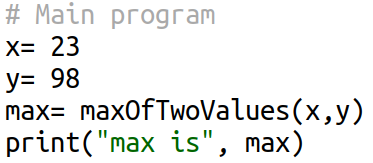 # Main program
x= 23
y= 98
max= maxOfTwoValues(x,y)
print("max is", max)